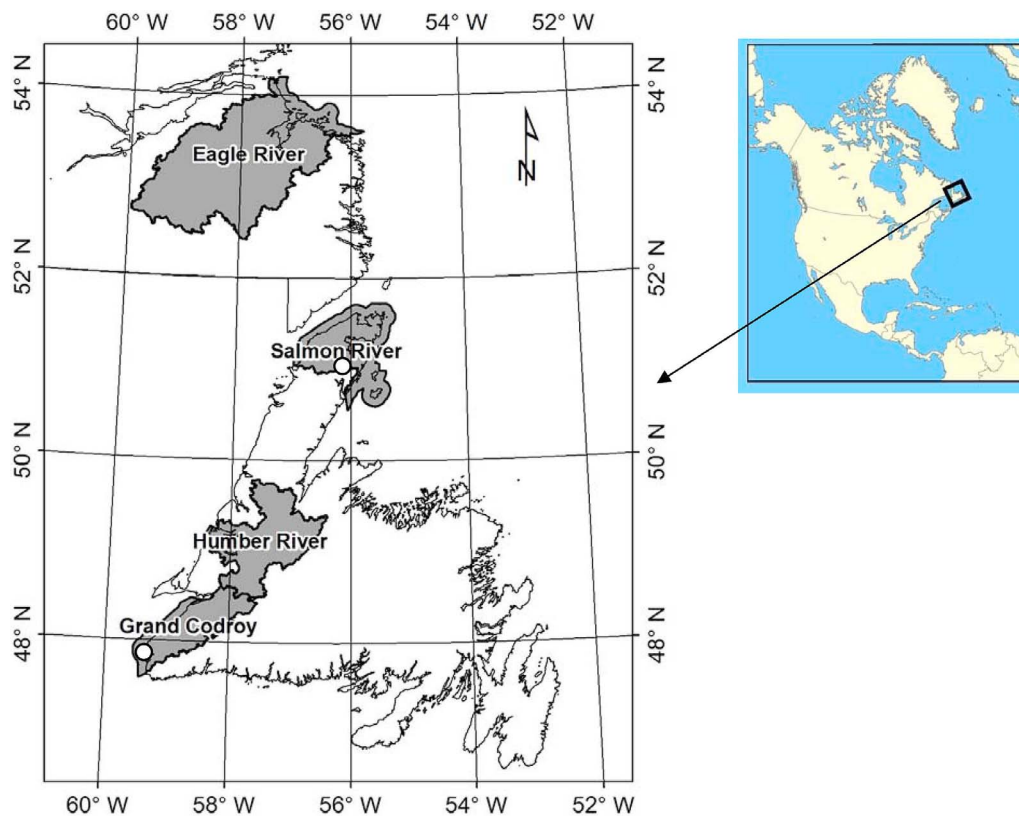 60° W 58° W 56° W 54° W 52° W
54° N 54° N
Eagle River
N
52° N 52° N
Salmon River
50° N 50° N
Humber River
Grand Codroy
48° N 48° N
60° W 58° W 56° W 54° W 52° W